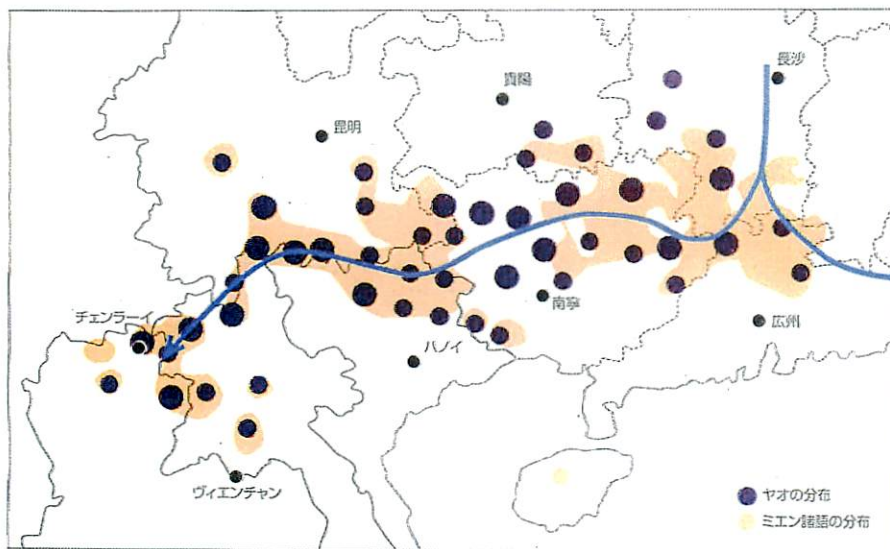 長沙
貴陽
昆明
南寧
広州
チェンラーイ
ハノイ
ヴィエンチャン
ヤオの分布
ミエン諸語の分布